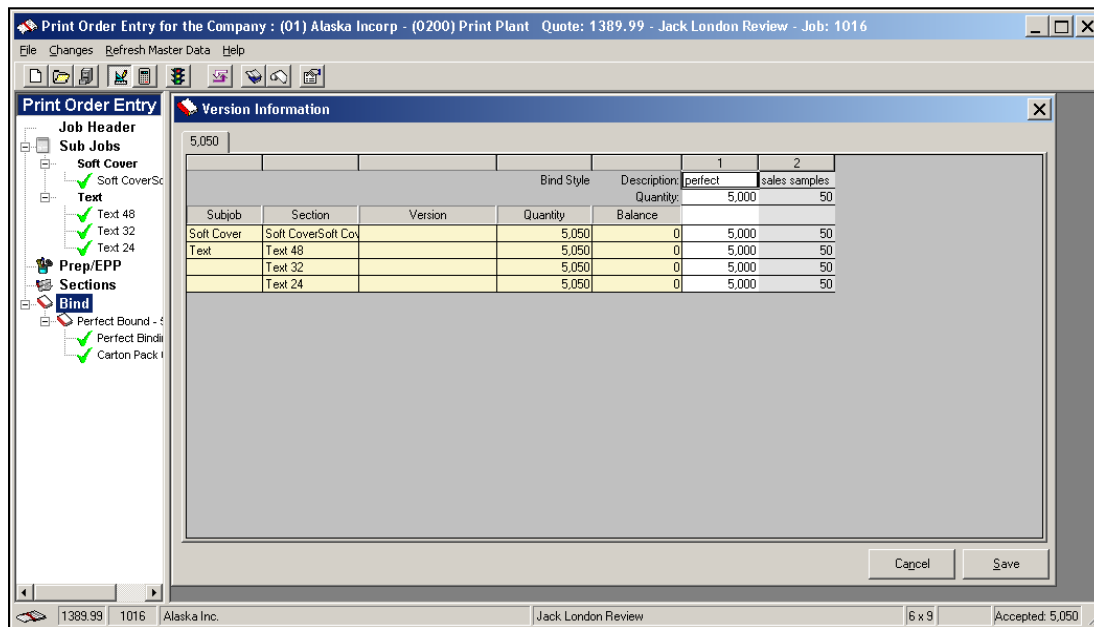 Print Order Entry for the Company : (01) Alaska Incorp - (0200) Print Plant Quote: 1389.99 - Jack London Review - Job: 1016
File Changes Refresh Master Data Help
Print Order Entry
Job Header
Sub Jobs
Soft Cover
Soft CoverSc
Text
Text 48
Text 32
Text 24
Prep/EPP
Sections
Bind
Perfect Bound -
Perfect Bindi
Carton Pack
Version Information
5,050
1 2
Bind Style Description: perfect sales samples
Quantity: 5,000 50
Subjob Section Version Quantity Balance
Soft Cover Soft CoverSoft Cov 5,050 0 5,000 50
Text Text 48 5,050 0 5,000 50
Text 32 5,050 0 5,000 50
Text 24 5,050 0 5,000 50
Cancel Save
1389.99 1016 Alaska Inc. Jack London Review 6 x 9 Accepted: 5,050